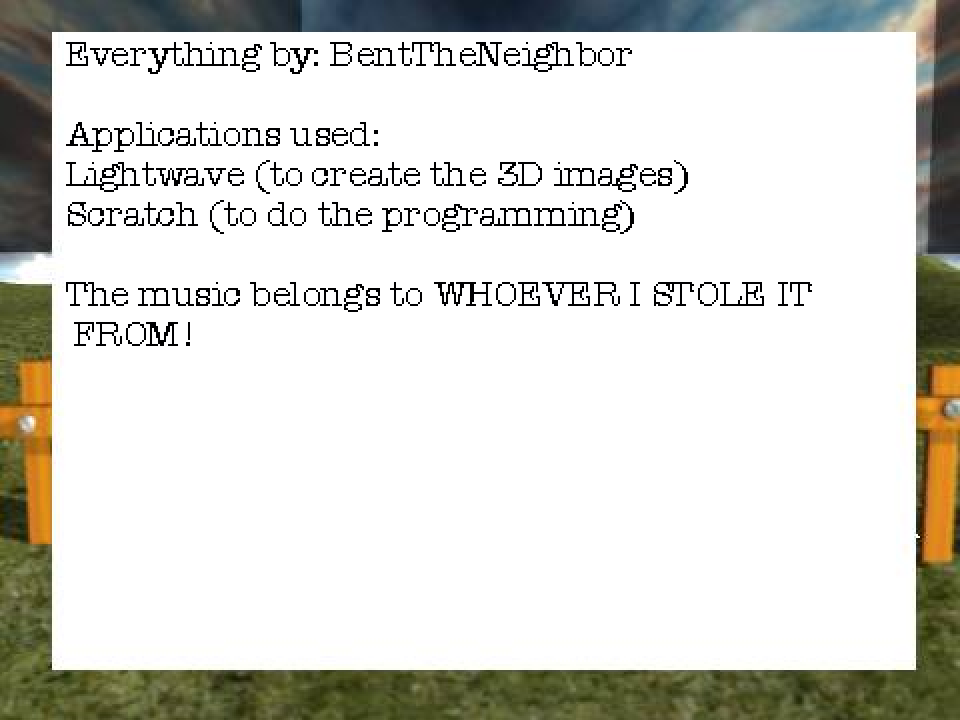 Everything by: BentTheNeighbor
Applications used:
Lightwave (to create the 3D images)
Scratch (to do the programming)
The music belongs to WHOEVER I STOLE IT
FROM!